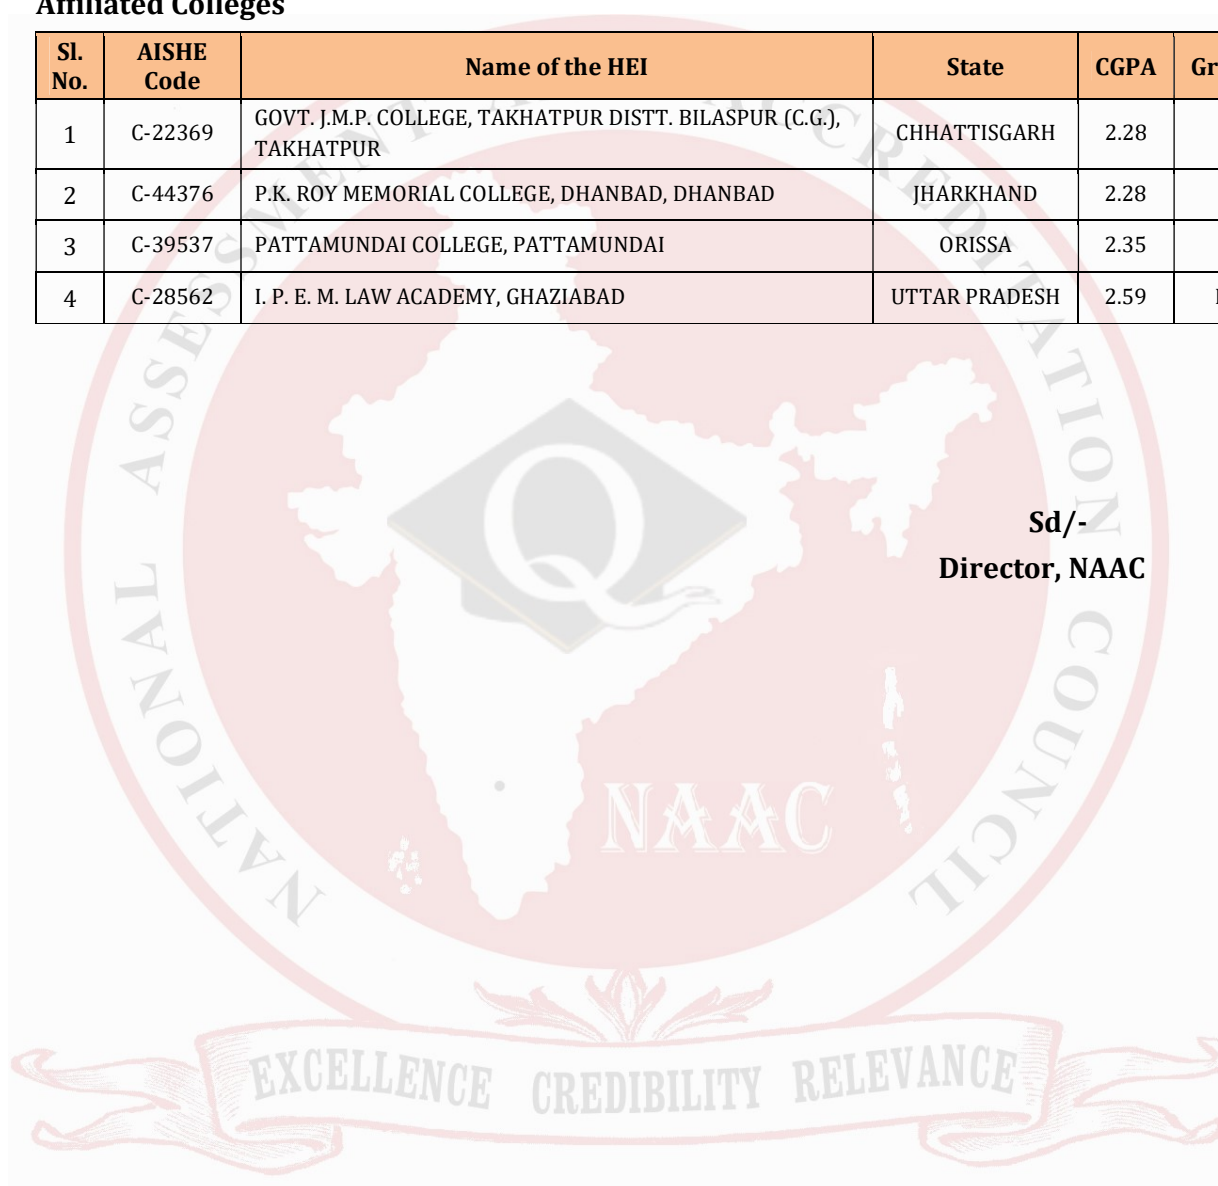 Affiliated Colleges
Sl. No. AISHE Code Name of the HEI State CGPA
1 C-22369 GOVT. J.M.P. COLLEGE, TAKHATPUR DISTT. BILASPUR (C.G.), TAKHATPUR CHHATTISGARH 2.28
2 C-44376 P.K. ROY MEMORIAL COLLEGE, DHANBAD, DHANBAD JHARKHAND 2.28
3 C-39537 PATTAMUNDAI COLLEGE, PATTAMUNDAI ORISSA 2.35
4 C-28562 I. P. E. M. LAW ACADEMY, GHAZIABAD UTTAR PRADESH 2.59
Sd/-
Director, NAAC
NATIONAL ASSESSMENT ACCREDITATION COUNCIL
NAAC
EXCELLENCE CREDIBILITY RELEVANCE